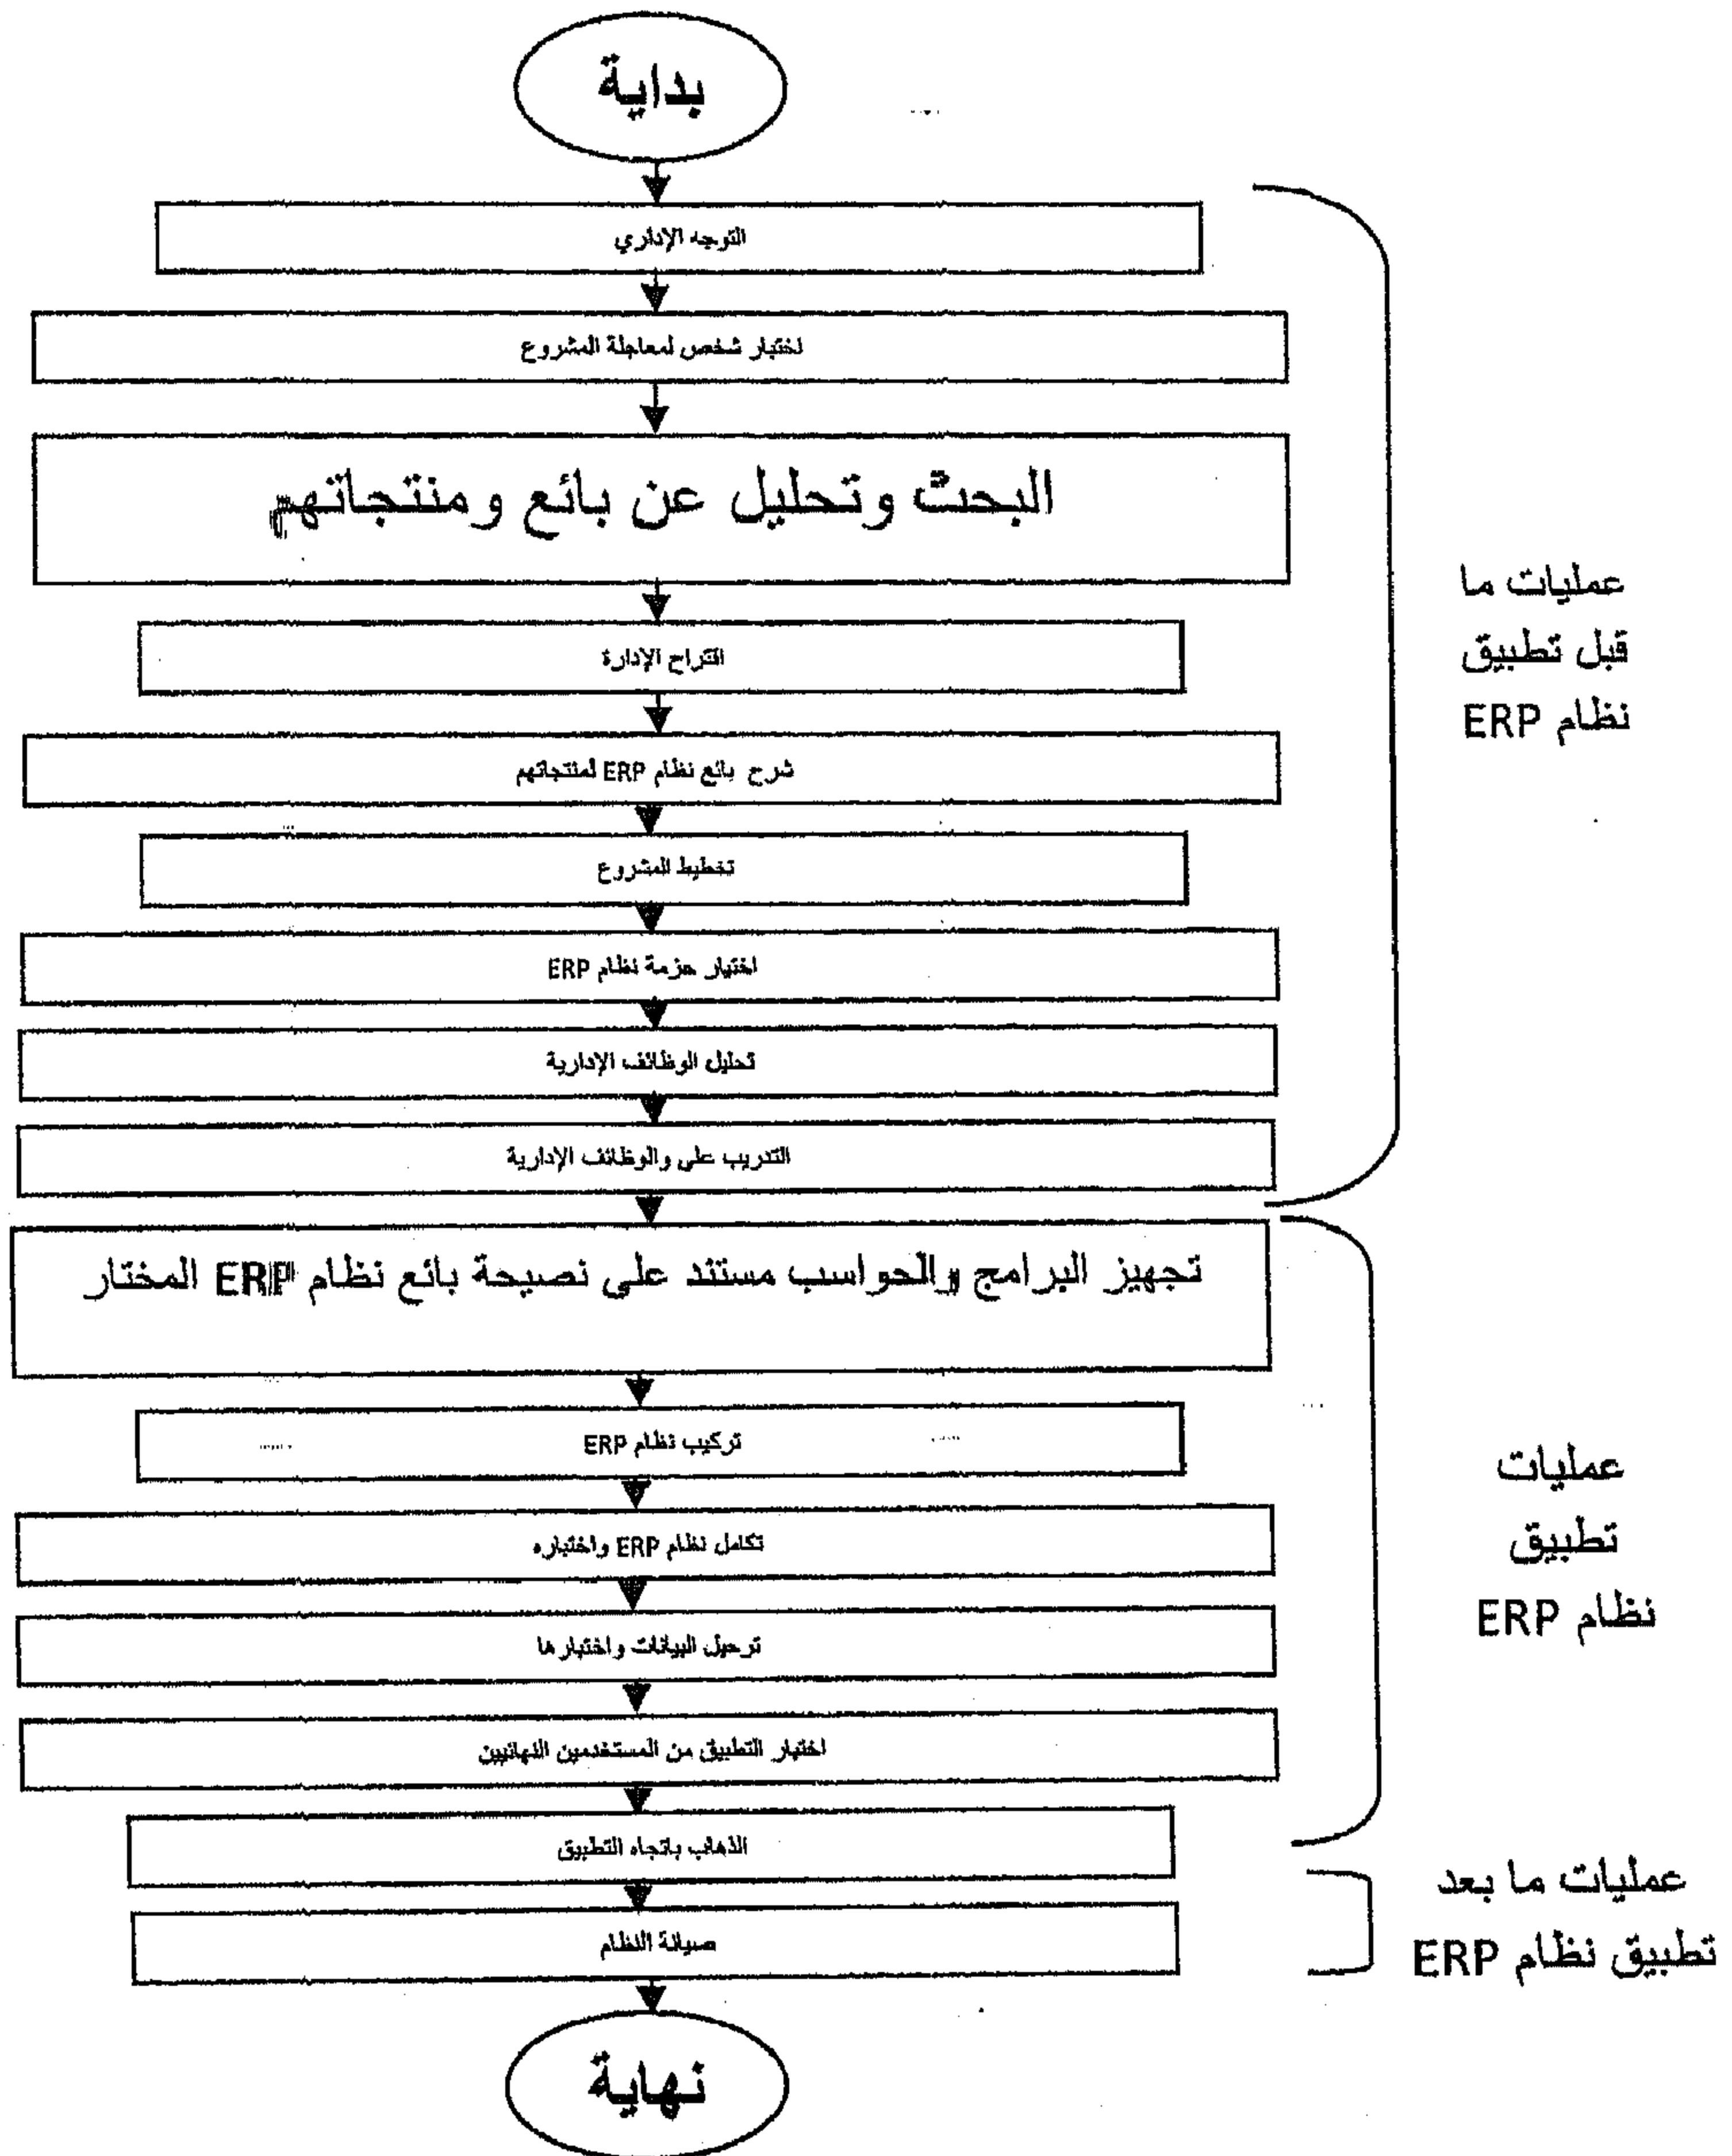 بداية
التوجه الإداري
اختيار شخص لمعاجلة المشروع
البحث وتحليل عن بائع ومنتجاتهم
اقتراح الإدارة
شرح بائع نظام ERP لمنتجاتهم
تخطيط المشروع
اختيار حزمة نظام ERP
تحليل الوظائف الإدارية
التدريب على والوظائف الإدارية
عمليات ما
قبل تطبيق
نظام ERP
تجهيز البرامج والحواسب مستند على نصيحة بائع نظام ERP المختار
تركيب نظام ERP
تكامل نظام ERP واختباره
ترحيل البيانات واختبارها
اختبار التطبيق من المستخدمين النهائيين
الذهاب باتجاه التطبيق
عمليات
تطبيق
نظام ERP
صيانة النظام
عمليات ما بعد
تطبيق نظام ERP
نهاية